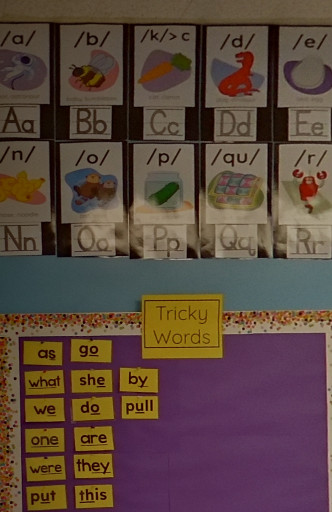 /a/ /b/ /k/> c /d/ /e/
Aa Bb Cc Dd Ee
/n/ /o/ /p/ /qu/ /r/
Nn Oo Pp Qq Rr
Tricky
Words
as go
what she by
we do pull
one are
were they
put this